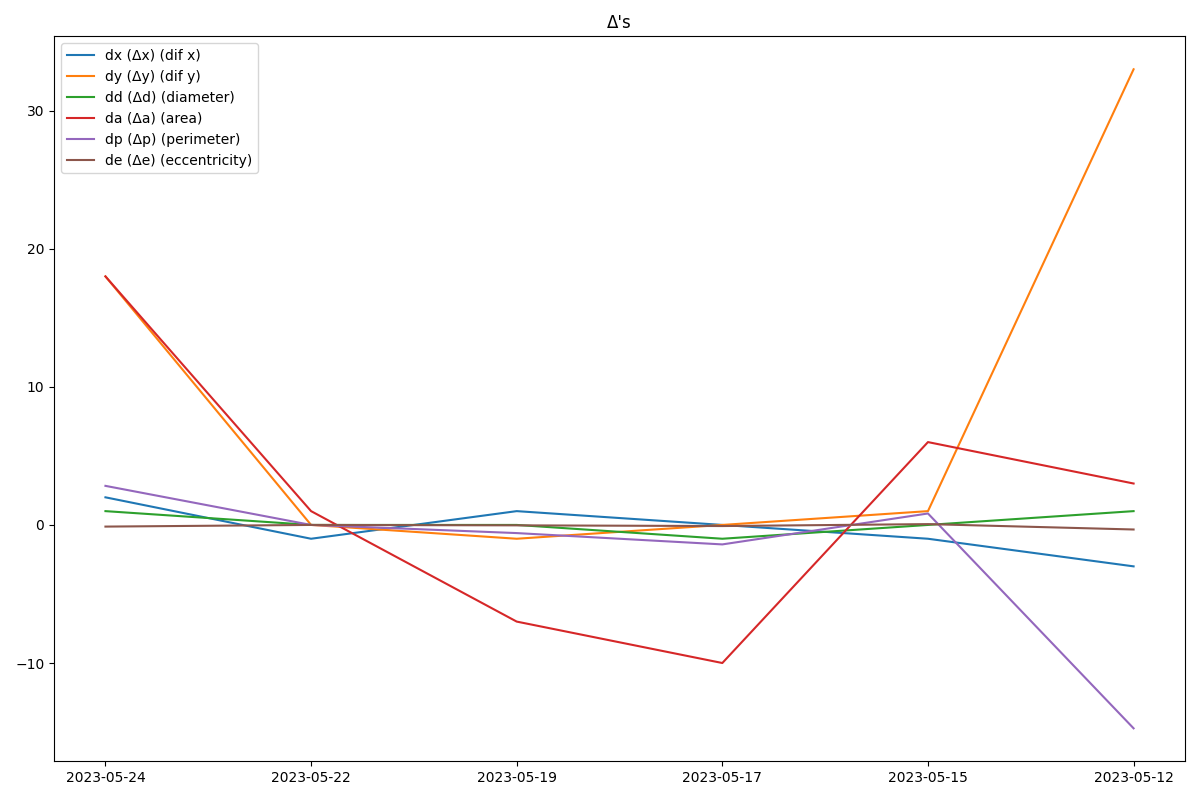 Δ's
dx (Δx) (dif x)
dy (Δy) (dif y)
dd (Δd) (diameter)
da (Δa) (area)
dp (Δp) (perimeter)
de (Δe) (eccentricity)
30
20
10
0
−10
2023-05-24 2023-05-22 2023-05-19 2023-05-17 2023-05-15 2023-05-12